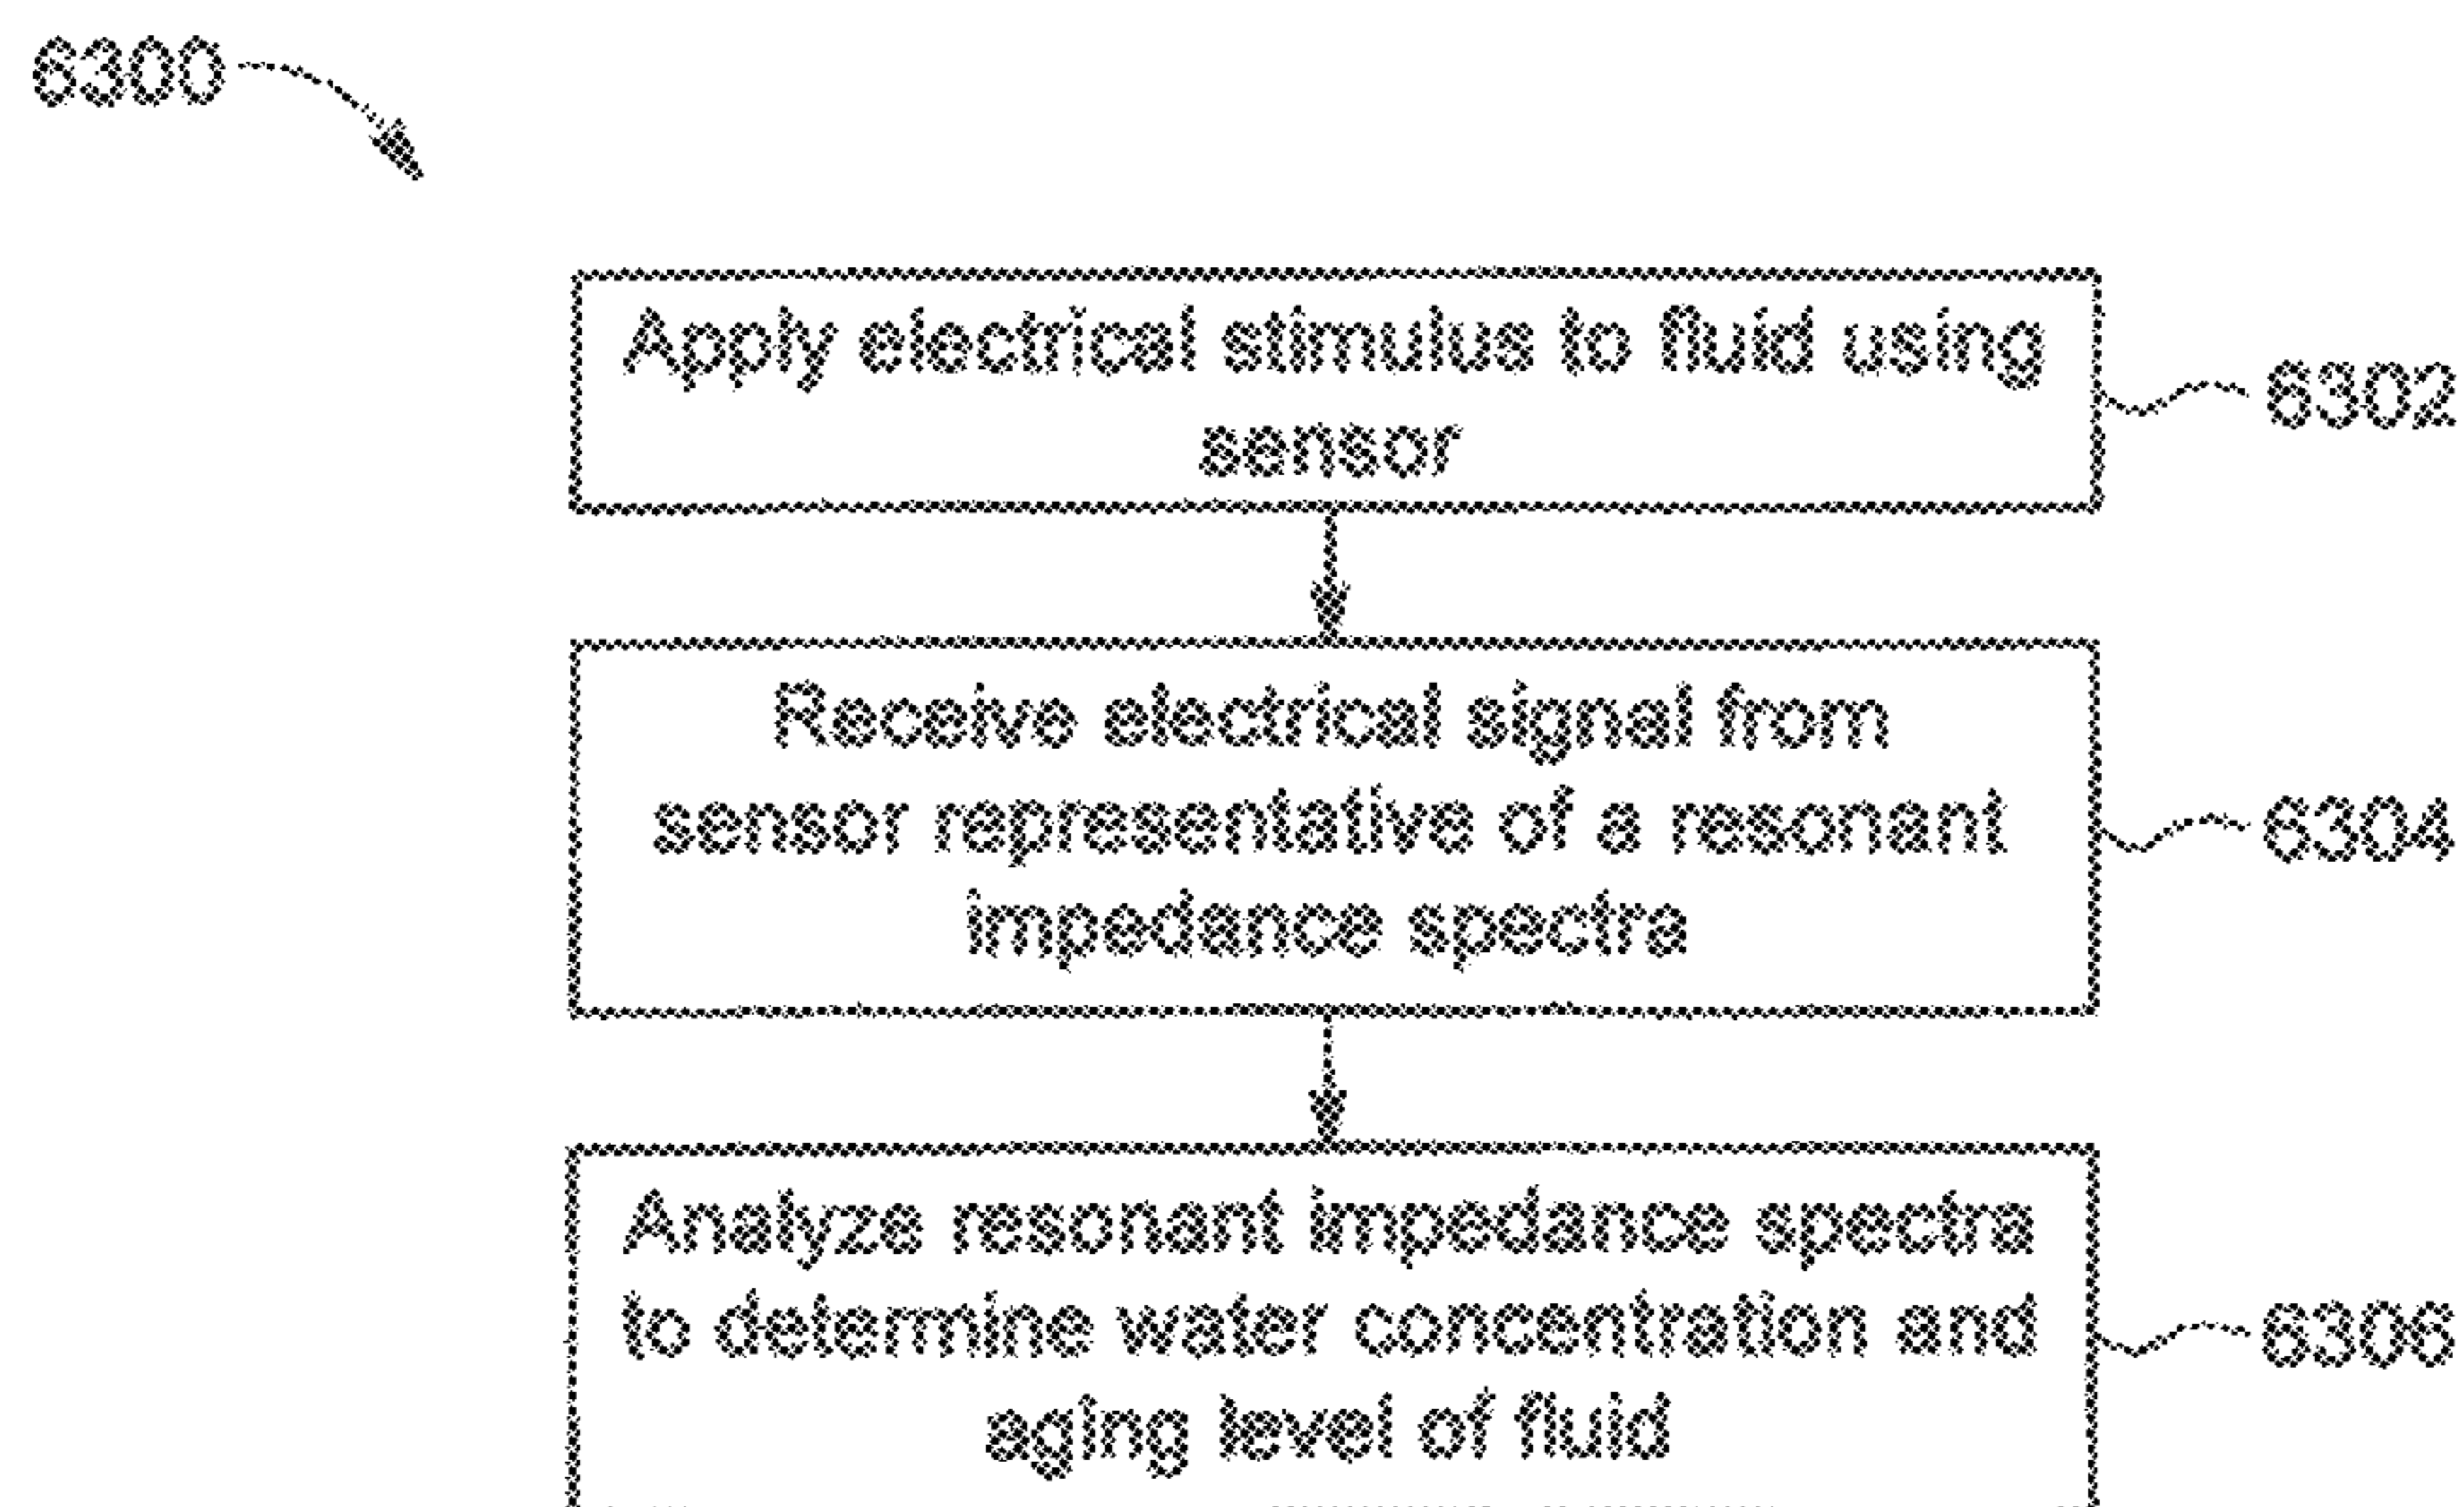 6300
Apply electrical stimulus to fluid using
sensor
6302
Receive electrical signal from
sensor representative of a resonant
impedance spectra
6304
Analyze resonant impedance spectra
to determine water concentration and
aging level of fluid
6306